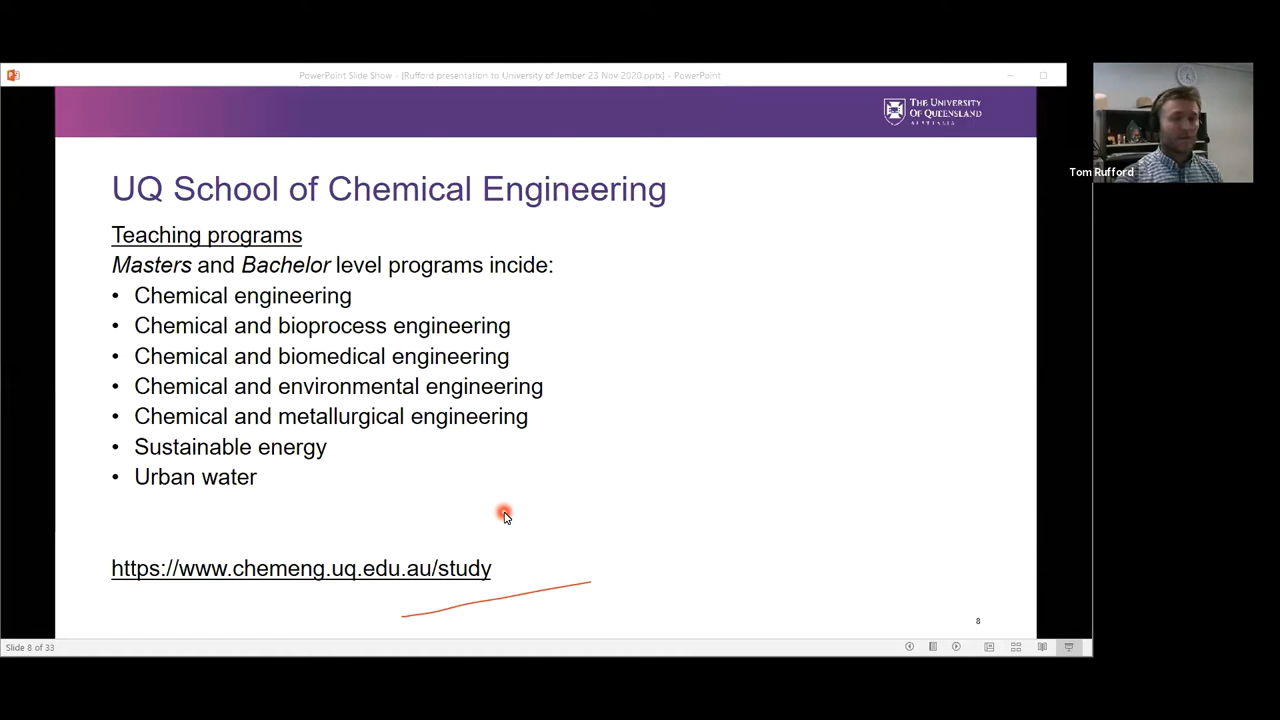 PowerPoint Slide Show - [Rufford presentation to University of Jember 23 Nov 2020.pptx] - PowerPoint
THE UNIVERSITY
OF QUEENSLAND
AUSTRALIA
Tom Rufford
UQ School of Chemical Engineering
Teaching programs
Masters and Bachelor level programs incide:
• Chemical engineering
• Chemical and bioprocess engineering
• Chemical and biomedical engineering
• Chemical and environmental engineering
• Chemical and metallurgical engineering
• Sustainable energy
• Urban water
https://www.chemeng.uq.edu.au/study
8
Slide 8 of 33